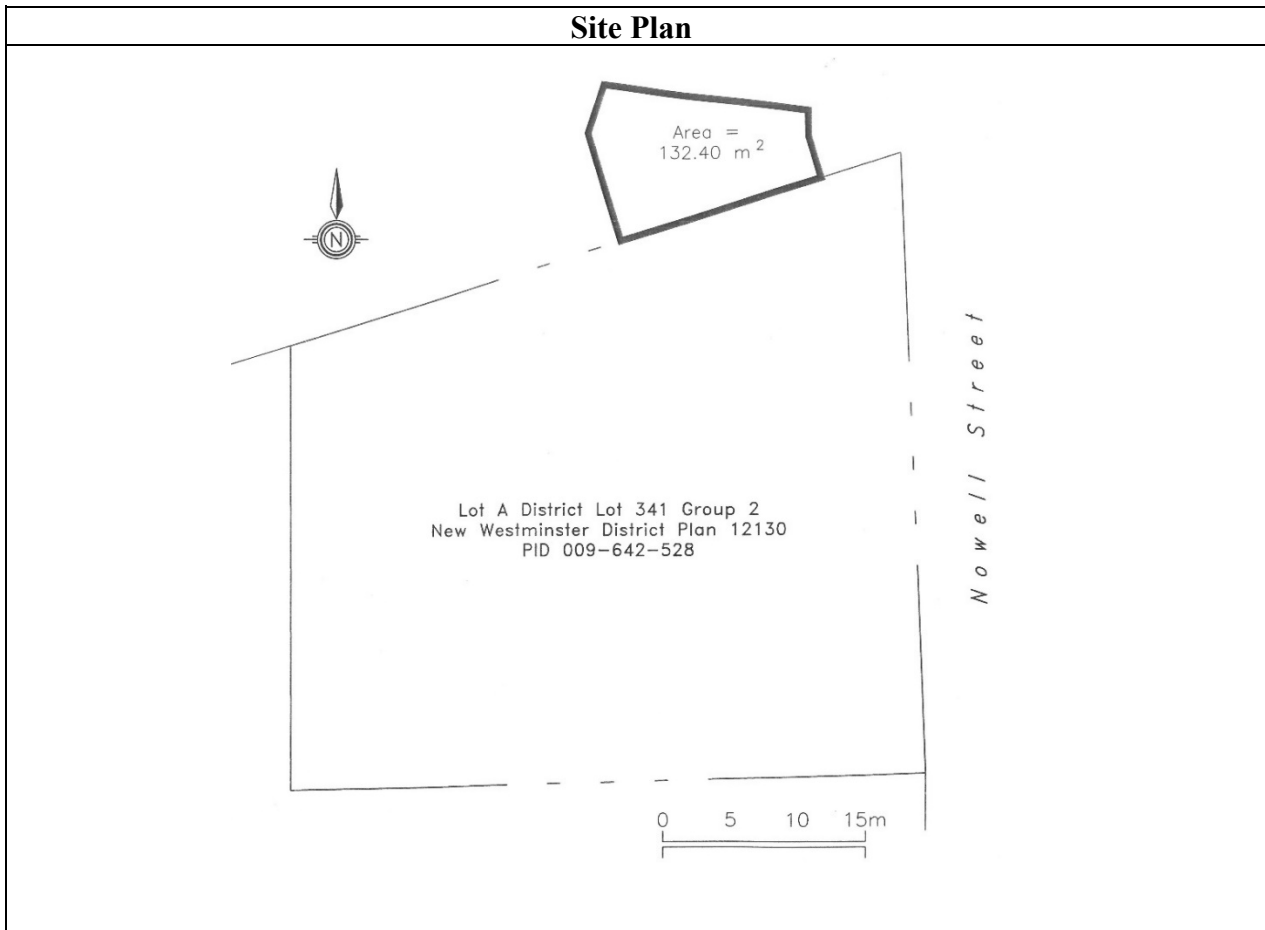 Site Plan
Area =
132.40 m²
N
Lot A District Lot 341 Group 2
New Westminster District Plan 12130
PID 009-642-528
Nowell Street
0 5 10 15m